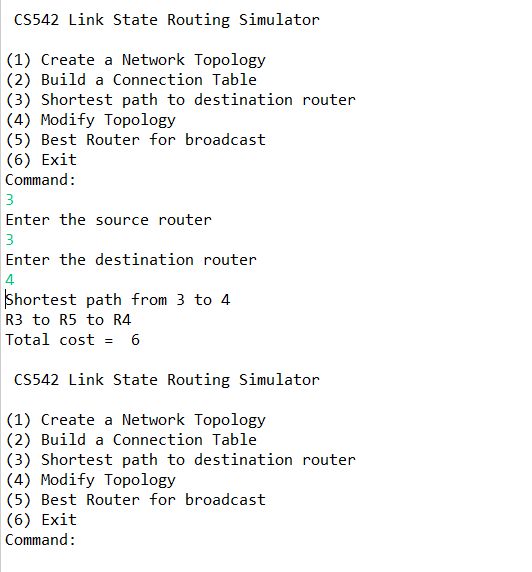 CS542 Link State Routing Simulator
(1) Create a Network Topology
(2) Build a Connection Table
(3) Shortest path to destination router
(4) Modify Topology
(5) Best Router for broadcast
(6) Exit
Command:
3
Enter the source router
3
Enter the destination router
4
Shortest path from 3 to 4
R3 to R5 to R4
Total cost =  6
CS542 Link State Routing Simulator
(1) Create a Network Topology
(2) Build a Connection Table
(3) Shortest path to destination router
(4) Modify Topology
(5) Best Router for broadcast
(6) Exit
Command: